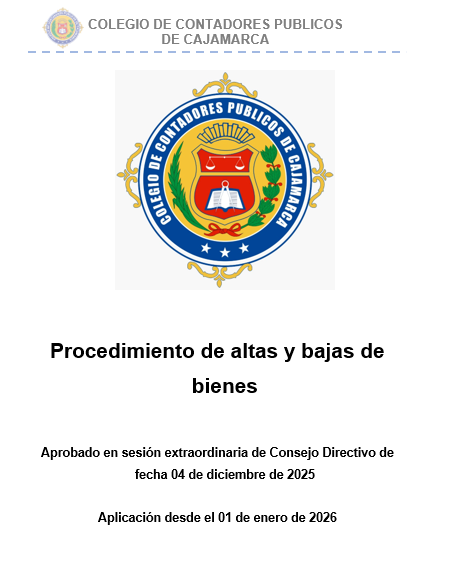 COLEGIO DE CONTADORES PUBLICOS
DE CAJAMARCA
COLEGIO DE CONTADORES PUBLICOS DE CAJAMARCA
Procedimiento de altas y bajas de
bienes
Aprobado en sesión extraordinaria de Consejo Directivo de
fecha 04 de diciembre de 2025
Aplicación desde el 01 de enero de 2026